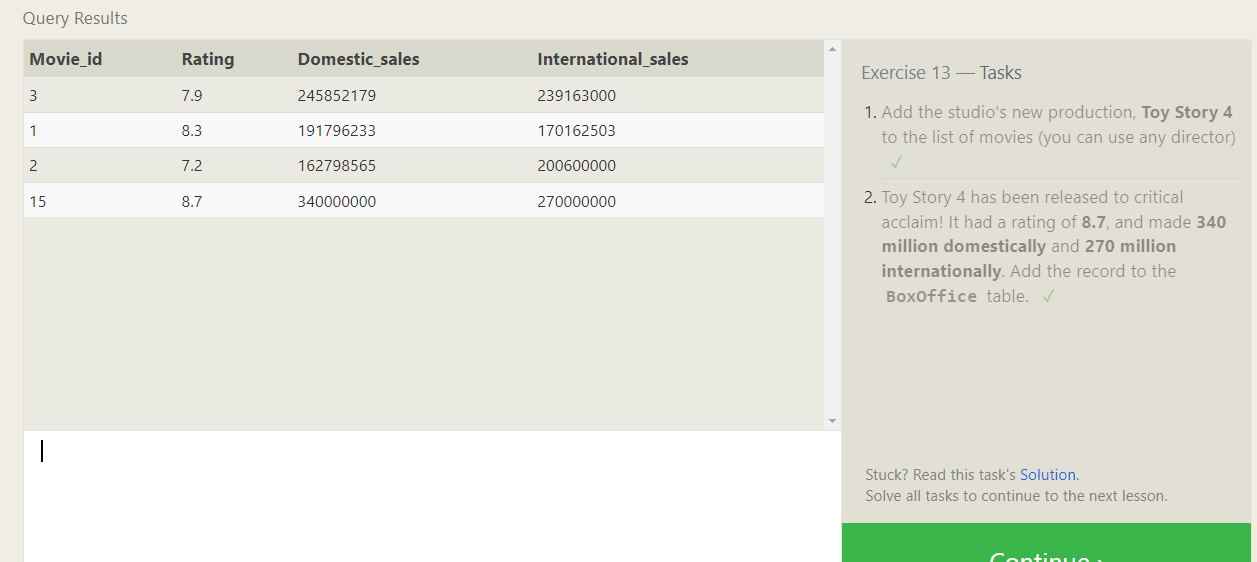 Query Results
Movie_id Rating Domestic_sales International_sales
3 7.9 245852179 239163000
1 8.3 191796233 170162503
2 7.2 162798565 200600000
15 8.7 340000000 270000000
Exercise 13 — Tasks
1. Add the studio's new production, Toy Story 4
to the list of movies (you can use any director)
✓
2. Toy Story 4 has been released to critical
acclaim! It had a rating of 8.7, and made 340
million domestically and 270 million
internationally. Add the record to the
BoxOffice table. ✓
Stuck? Read this task's Solution.
Solve all tasks to continue to the next lesson.
Continue ›